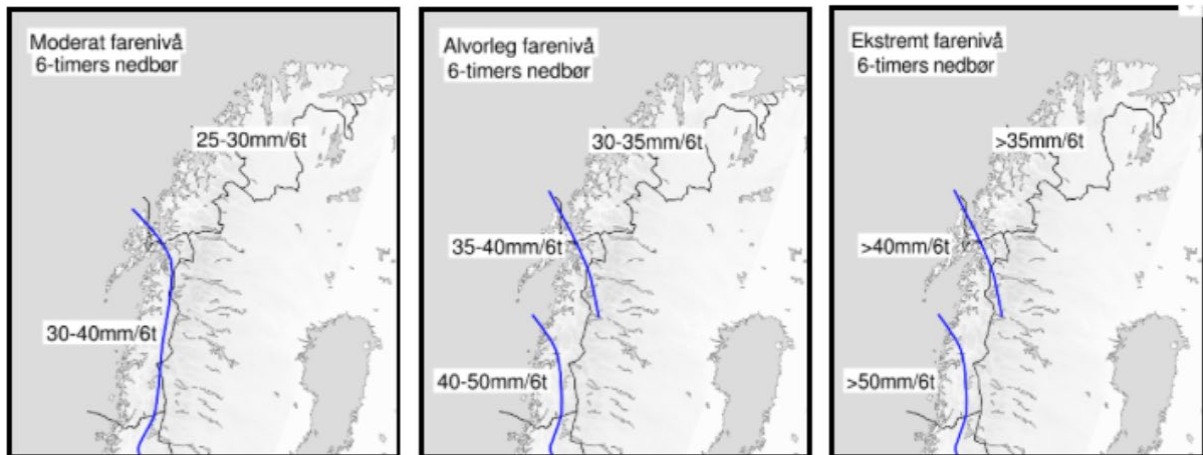 Moderat farenivå
6-timers nedbør
25-30mm/6t
30-40mm/6t
Alvorleg farenivå
6-timers nedbør
30-35mm/6t
35-40mm/6t
40-50mm/6t
Ekstremt farenivå
6-timers nedbør
>35mm/6t
>40mm/6t
>50mm/6t